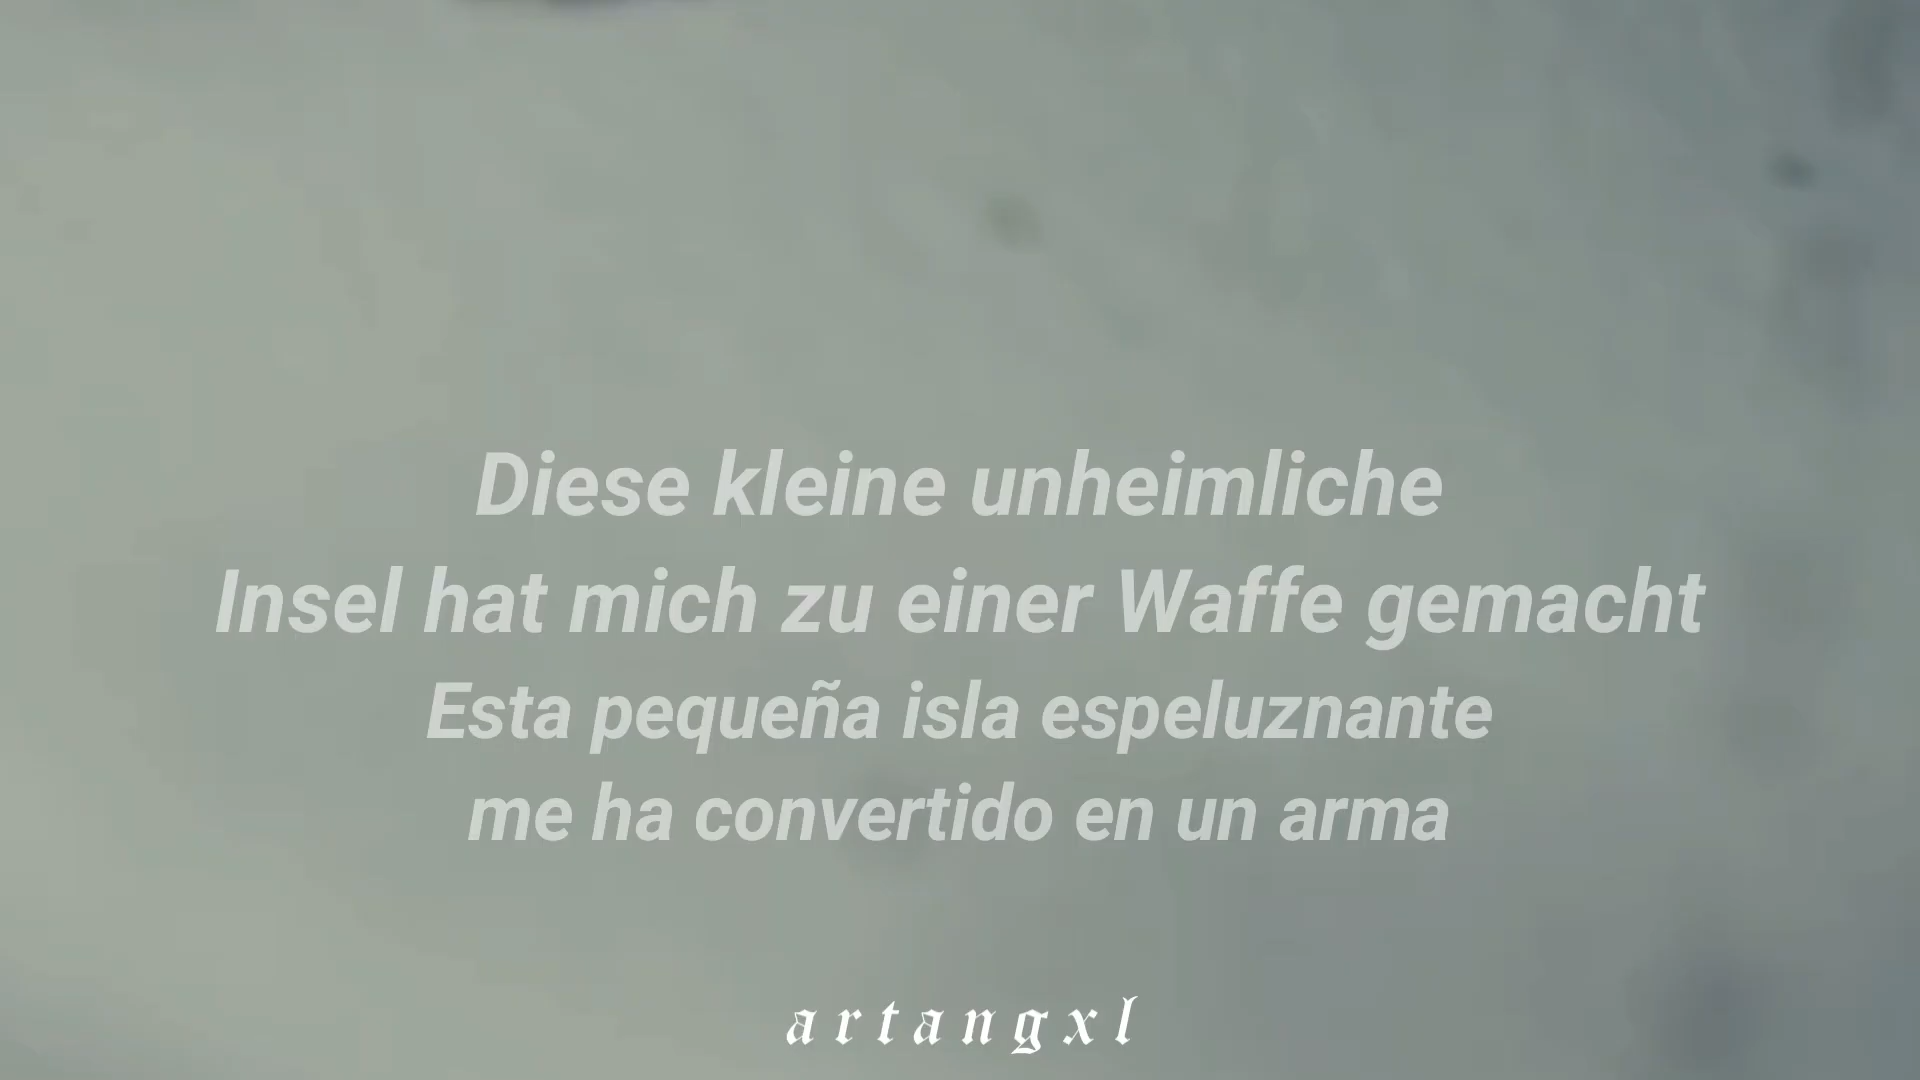 Diese kleine unheimliche
Insel hat mich zu einer Waffe gemacht
Esta pequeña isla espeluznante
me ha convertido en un arma
artangxl